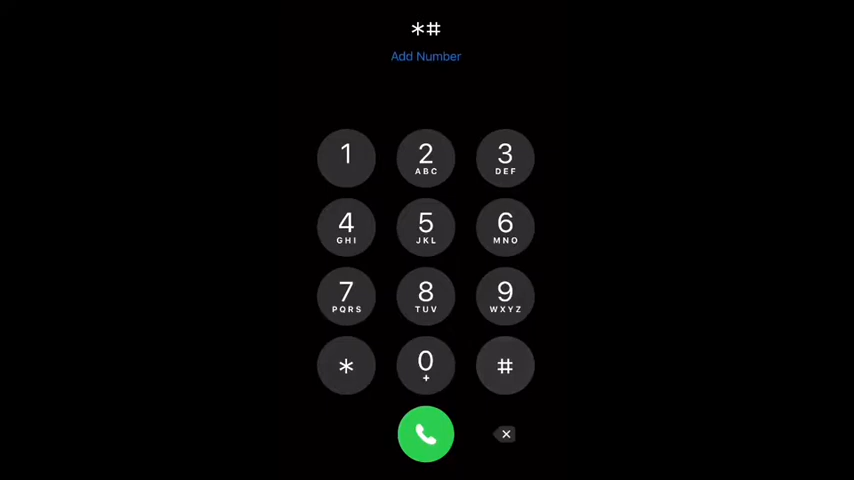 *#
Add Number
1 2 3
ABC DEF
4 5 6
GHI JKL MNO
7 8 9
PQRS TUV WXYZ
* 0 #
+